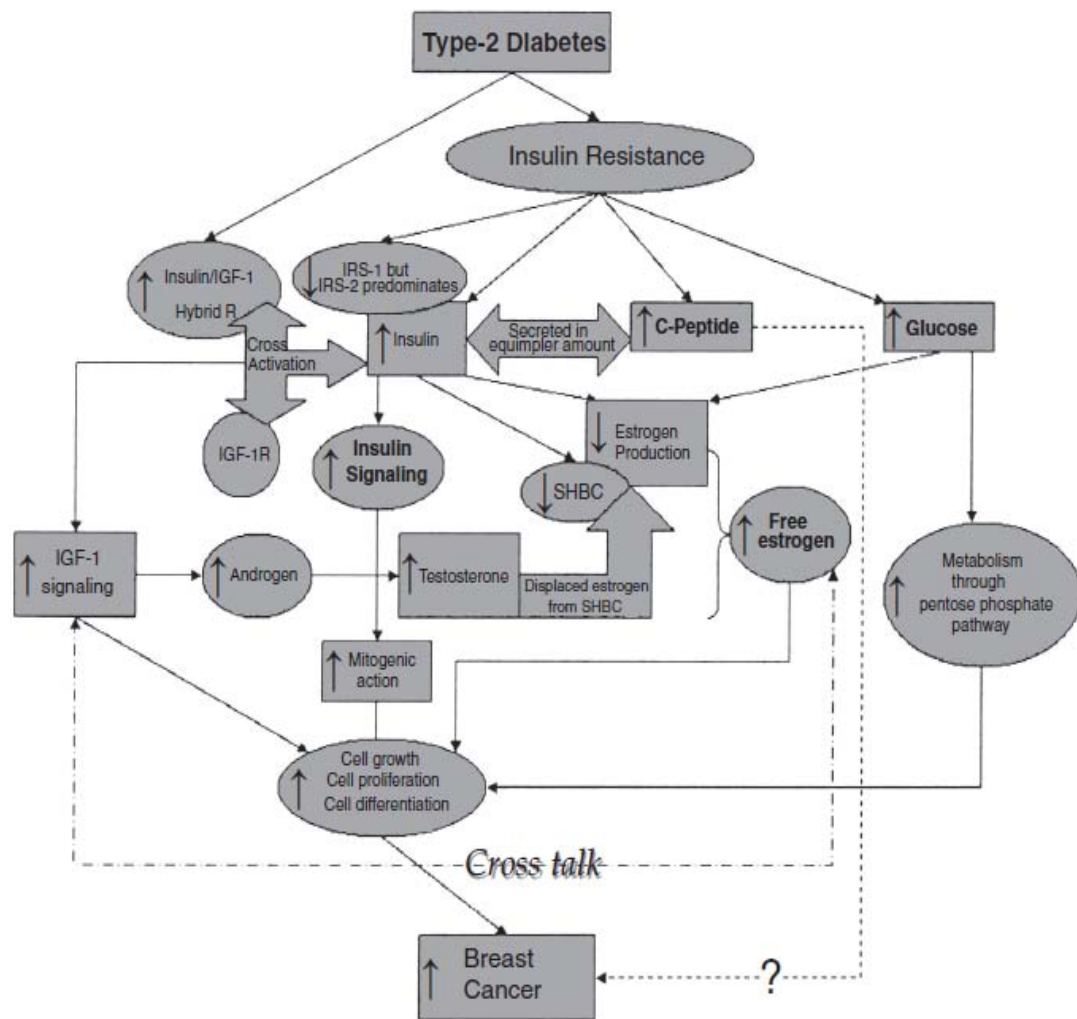 Type-2 Diabetes
Insulin Resistance
Insulin/IGF-1
Hybrid R
IRS-1 but
IRS-2 predominates
Insulin
Secreted in
equimpler amount
C-Peptide
Glucose
Cross
Activation
IGF-1R
Insulin
Signaling
Estrogen
Production
SHBC
Free
estrogen
IGF-1
signaling
Androgen
Testosterone
Displaced estrogen
from SHBC
Metabolism
through
pentose phosphate
pathway
Mitogenic
action
Cell growth
Cell proliferation
Cell differentiation
Cross talk
Breast
Cancer
?